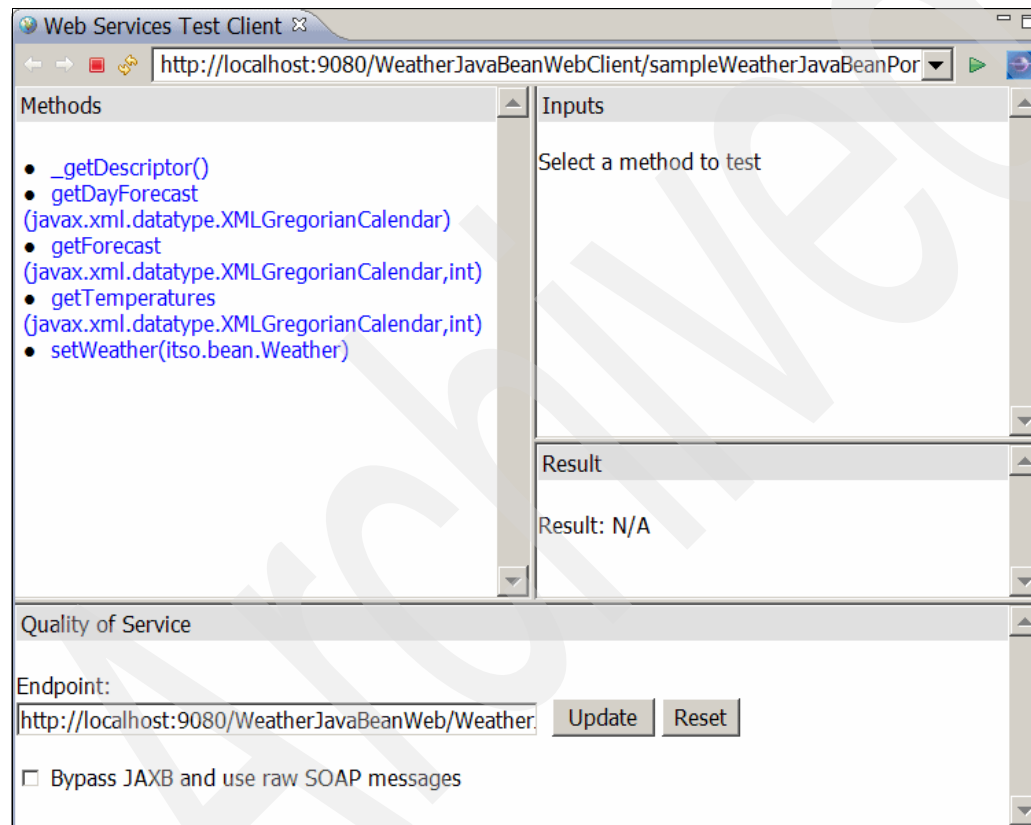 Web Services Test Client
http://localhost:9080/WeatherJavaBeanWebClient/sampleWeatherJavaBeanPor
Methods
• _getDescriptor()
• getDayForecast
(javax.xml.datatype.XMLGregorianCalendar)
• getForecast
(javax.xml.datatype.XMLGregorianCalendar,int)
• getTemperatures
(javax.xml.datatype.XMLGregorianCalendar,int)
• setWeather(itso.bean.Weather)
Inputs
Select a method to test
Result
Result: N/A
Quality of Service
Endpoint:
http://localhost:9080/WeatherJavaBeanWeb/Weather. Update Reset
Bypass JAXB and use raw SOAP messages
Archived